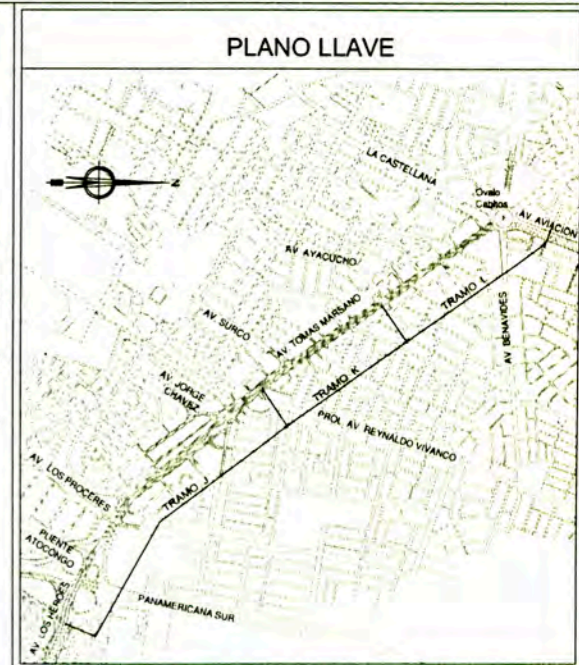 PLANO LLAVE
LA CASTELLANA
Ovalo
Cabitos
AV AVIACION
N
AV AYACUCHO
AV SURCO
AV TOMAS MARSANO
TRAMO L
AV BENAVIDES
AV JORGE
CHAVEZ
TRAMO K
PROL AV REYNALDO VIVANCO
AV LOS PROCERES
TRAMO J
PUENTE
ATOCONGO
AV LOS HEROES
PANAMERICANA SUR